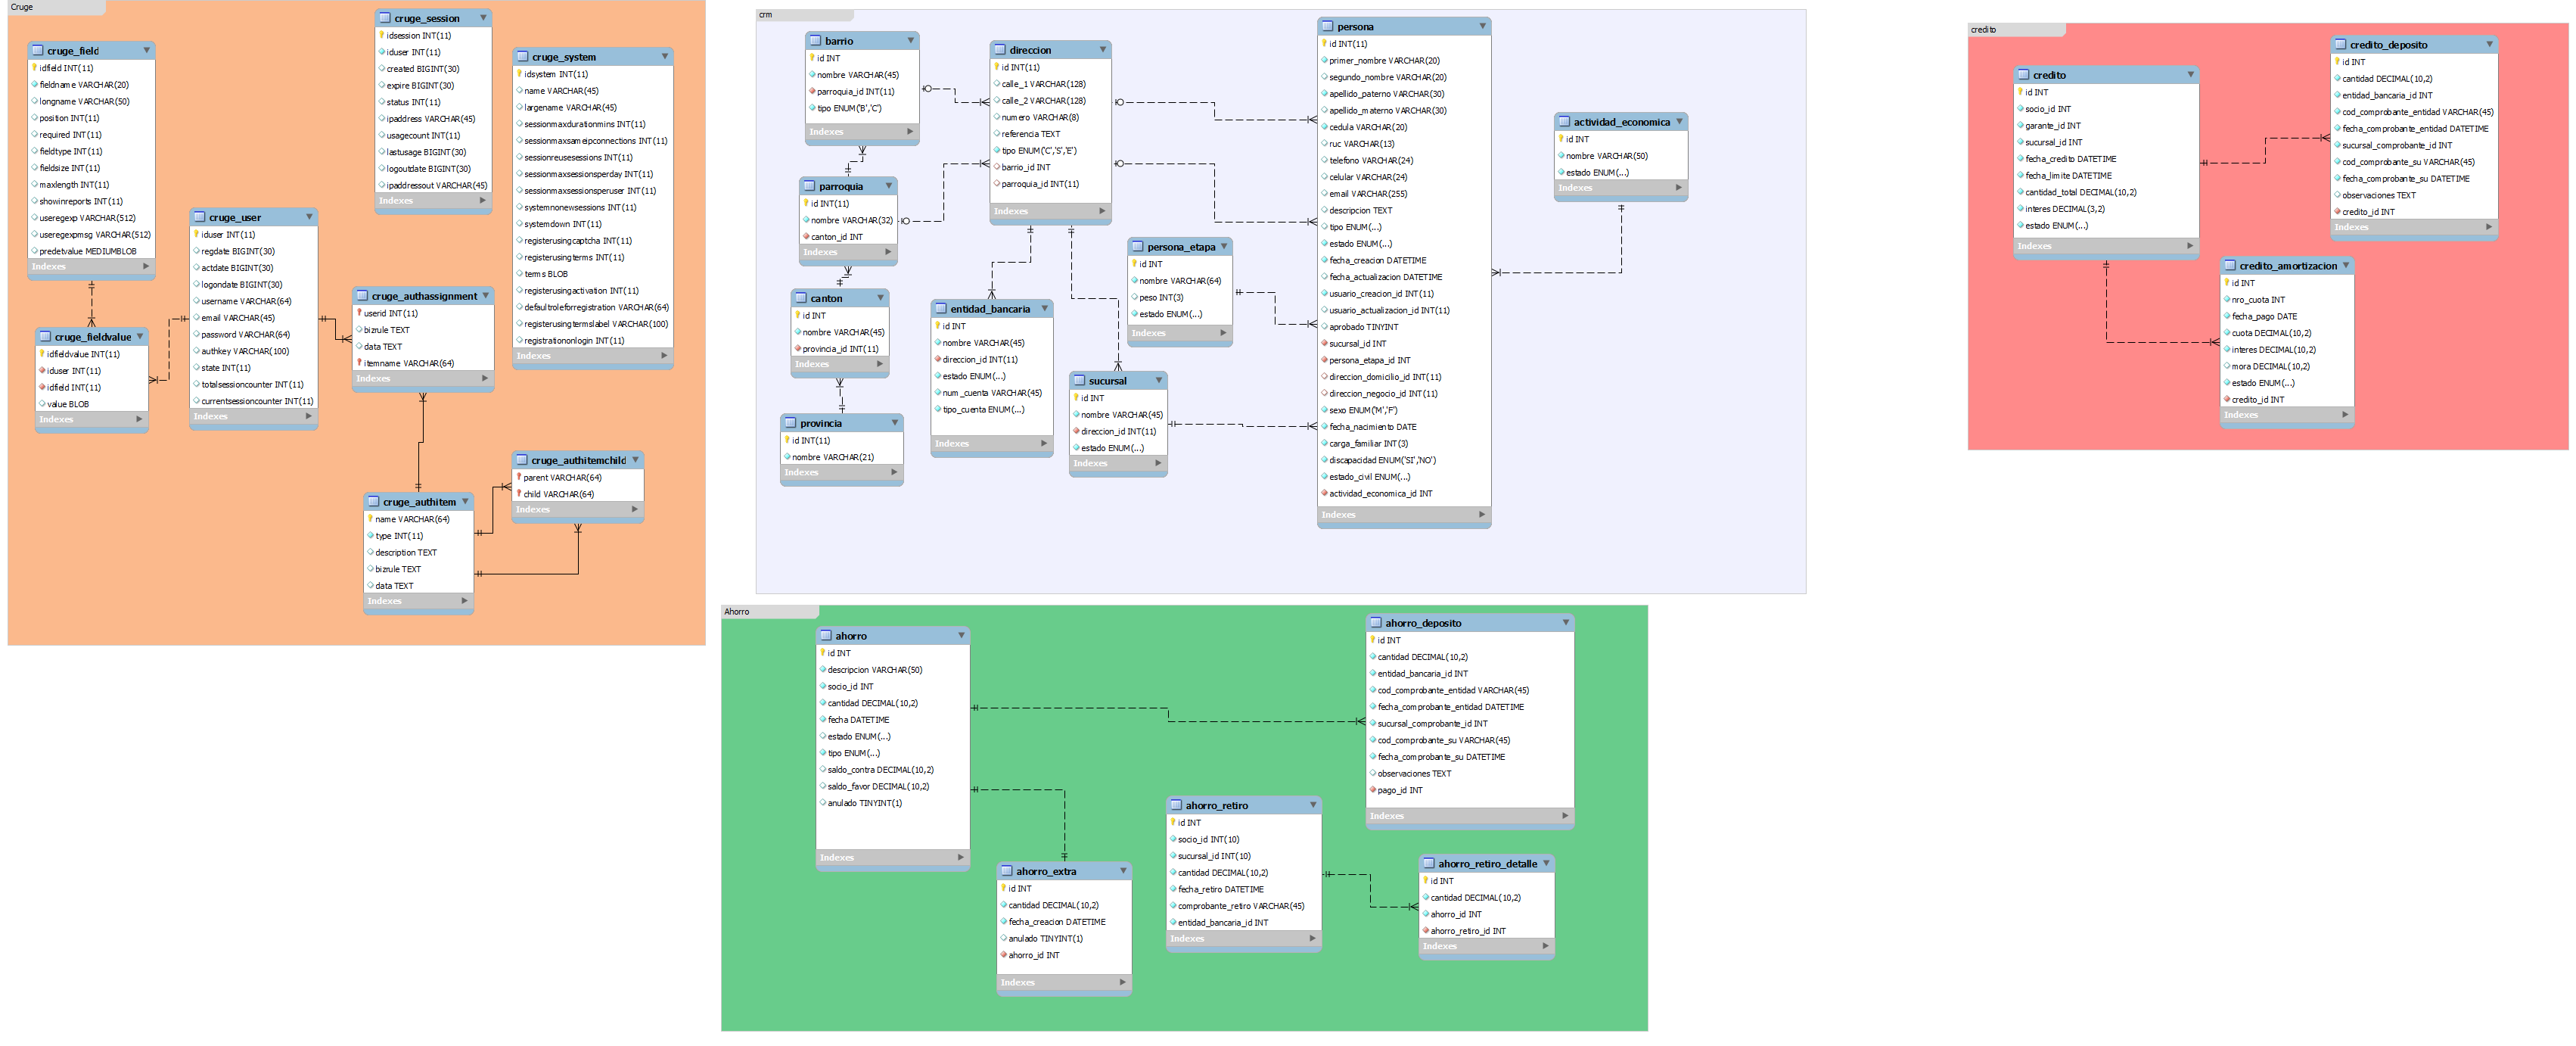 Cruge
cruge_field
idfield INT(11)
fieldname VARCHAR(20)
longname VARCHAR(50)
position INT(11)
required INT(11)
fieldtype INT(11)
fieldsize INT(11)
maxlength INT(11)
showinreports INT(11)
useregexp VARCHAR(512)
useregexpmsg VARCHAR(512)
predetvalue MEDIUMBLOB
Indexes
cruge_fieldvalue
idfieldvalue INT(11)
iduser INT(11)
idfield INT(11)
value BLOB
Indexes
cruge_user
iduser INT(11)
regdate BIGINT(30)
actdate BIGINT(30)
logondate BIGINT(30)
username VARCHAR(64)
email VARCHAR(45)
password VARCHAR(64)
authkey VARCHAR(100)
state INT(11)
totalsessioncounter INT(11)
currentsessioncounter INT(11)
Indexes
cruge_session
idsession INT(11)
iduser INT(11)
created BIGINT(30)
expire BIGINT(30)
status INT(11)
ipaddress VARCHAR(45)
usagecount INT(11)
lastusage BIGINT(30)
logoutdate BIGINT(30)
ipaddressout VARCHAR(45)
Indexes
cruge_system
idsystem INT(11)
name VARCHAR(45)
largename VARCHAR(45)
sessionmaxdurationmins INT(11)
sessionmaxsameipconnections INT(11)
sessionreusesessions INT(11)
sessionmaxsessionsperday INT(11)
sessionmaxsessionsperuser INT(11)
systemnonewsessions INT(11)
systemdown INT(11)
registerusingcaptcha INT(11)
registerusingterms INT(11)
terms BLOB
registerusingactivation INT(11)
defaultroleforregistration VARCHAR(64)
registerusingtermslabel VARCHAR(100)
registrationonlogin INT(11)
Indexes
cruge_authassignment
userid INT(11)
bizrule TEXT
data TEXT
itemname VARCHAR(64)
Indexes
cruge_authitemchild
parent VARCHAR(64)
child VARCHAR(64)
Indexes
cruge_authitem
name VARCHAR(64)
type INT(11)
description TEXT
bizrule TEXT
data TEXT
Indexes
crm
barrio
id INT
nombre VARCHAR(45)
parroquia_id INT(11)
tipo ENUM('B','C')
Indexes
parroquia
id INT(11)
nombre VARCHAR(32)
canton_id INT
Indexes
canton
id INT
nombre VARCHAR(45)
provincia_id INT(11)
Indexes
provincia
id INT(11)
nombre VARCHAR(21)
Indexes
direccion
id INT(11)
calle_1 VARCHAR(128)
calle_2 VARCHAR(128)
numero VARCHAR(8)
referencia TEXT
tipo ENUM('C','S','E')
barrio_id INT
parroquia_id INT(11)
Indexes
entidad_bancaria
id INT
nombre VARCHAR(45)
direccion_id INT(11)
estado ENUM(...)
num_cuenta VARCHAR(45)
tipo_cuenta ENUM(...)
Indexes
persona_etapa
id INT
nombre VARCHAR(64)
peso INT(3)
estado ENUM(...)
Indexes
sucursal
id INT
nombre VARCHAR(45)
direccion_id INT(11)
estado ENUM(...)
Indexes
persona
id INT(11)
primer_nombre VARCHAR(20)
segundo_nombre VARCHAR(20)
apellido_paterno VARCHAR(30)
apellido_materno VARCHAR(30)
cedula VARCHAR(20)
ruc VARCHAR(13)
telefono VARCHAR(24)
celular VARCHAR(24)
email VARCHAR(255)
descripcion TEXT
tipo ENUM(...)
estado ENUM(...)
fecha_creacion DATETIME
fecha_actualizacion DATETIME
usuario_creacion_id INT(11)
usuario_actualizacion_id INT(11)
aprobado TINYINT
sucursal_id INT
persona_etapa_id INT
direccion_domicilio_id INT(11)
direccion_negocio_id INT(11)
sexo ENUM('M','F')
fecha_nacimiento DATE
carga_familiar INT(3)
discapacidad ENUM('SI','NO')
estado_civil ENUM(...)
actividad_economica_id INT
Indexes
actividad_economica
id INT
nombre VARCHAR(50)
estado ENUM(...)
Indexes
credito
credito
id INT
socio_id INT
garante_id INT
sucursal_id INT
fecha_credito DATETIME
fecha_limite DATETIME
cantidad_total DECIMAL(10,2)
interes DECIMAL(3,2)
estado ENUM(...)
Indexes
credito_deposito
id INT
cantidad DECIMAL(10,2)
entidad_bancaria_id INT
cod_comprobante_entidad VARCHAR(45)
fecha_comprobante_entidad DATETIME
sucursal_comprobante_id INT
cod_comprobante_su VARCHAR(45)
fecha_comprobante_su DATETIME
observaciones TEXT
credito_id INT
Indexes
credito_amortizacion
id INT
nro_cuota INT
fecha_pago DATE
cuota DECIMAL(10,2)
interes DECIMAL(10,2)
mora DECIMAL(10,2)
estado ENUM(...)
credito_id INT
Indexes
Ahorro
ahorro
id INT
descripcion VARCHAR(50)
socio_id INT
cantidad DECIMAL(10,2)
fecha DATETIME
estado ENUM(...)
tipo ENUM(...)
saldo_contra DECIMAL(10,2)
saldo_favor DECIMAL(10,2)
anulado TINYINT(1)
Indexes
ahorro_extra
id INT
cantidad DECIMAL(10,2)
fecha_creacion DATETIME
anulado TINYINT(1)
ahorro_id INT
Indexes
ahorro_retiro
id INT
socio_id INT(10)
sucursal_id INT(10)
cantidad DECIMAL(10,2)
fecha_retiro DATETIME
comprobante_retiro VARCHAR(45)
entidad_bancaria_id INT
Indexes
ahorro_deposito
id INT
cantidad DECIMAL(10,2)
entidad_bancaria_id INT
cod_comprobante_entidad VARCHAR(45)
fecha_comprobante_entidad DATETIME
sucursal_comprobante_id INT
cod_comprobante_su VARCHAR(45)
fecha_comprobante_su DATETIME
observaciones TEXT
pago_id INT
Indexes
ahorro_retiro_detalle
id INT
cantidad DECIMAL(10,2)
ahorro_id INT
ahorro_retiro_id INT
Indexes